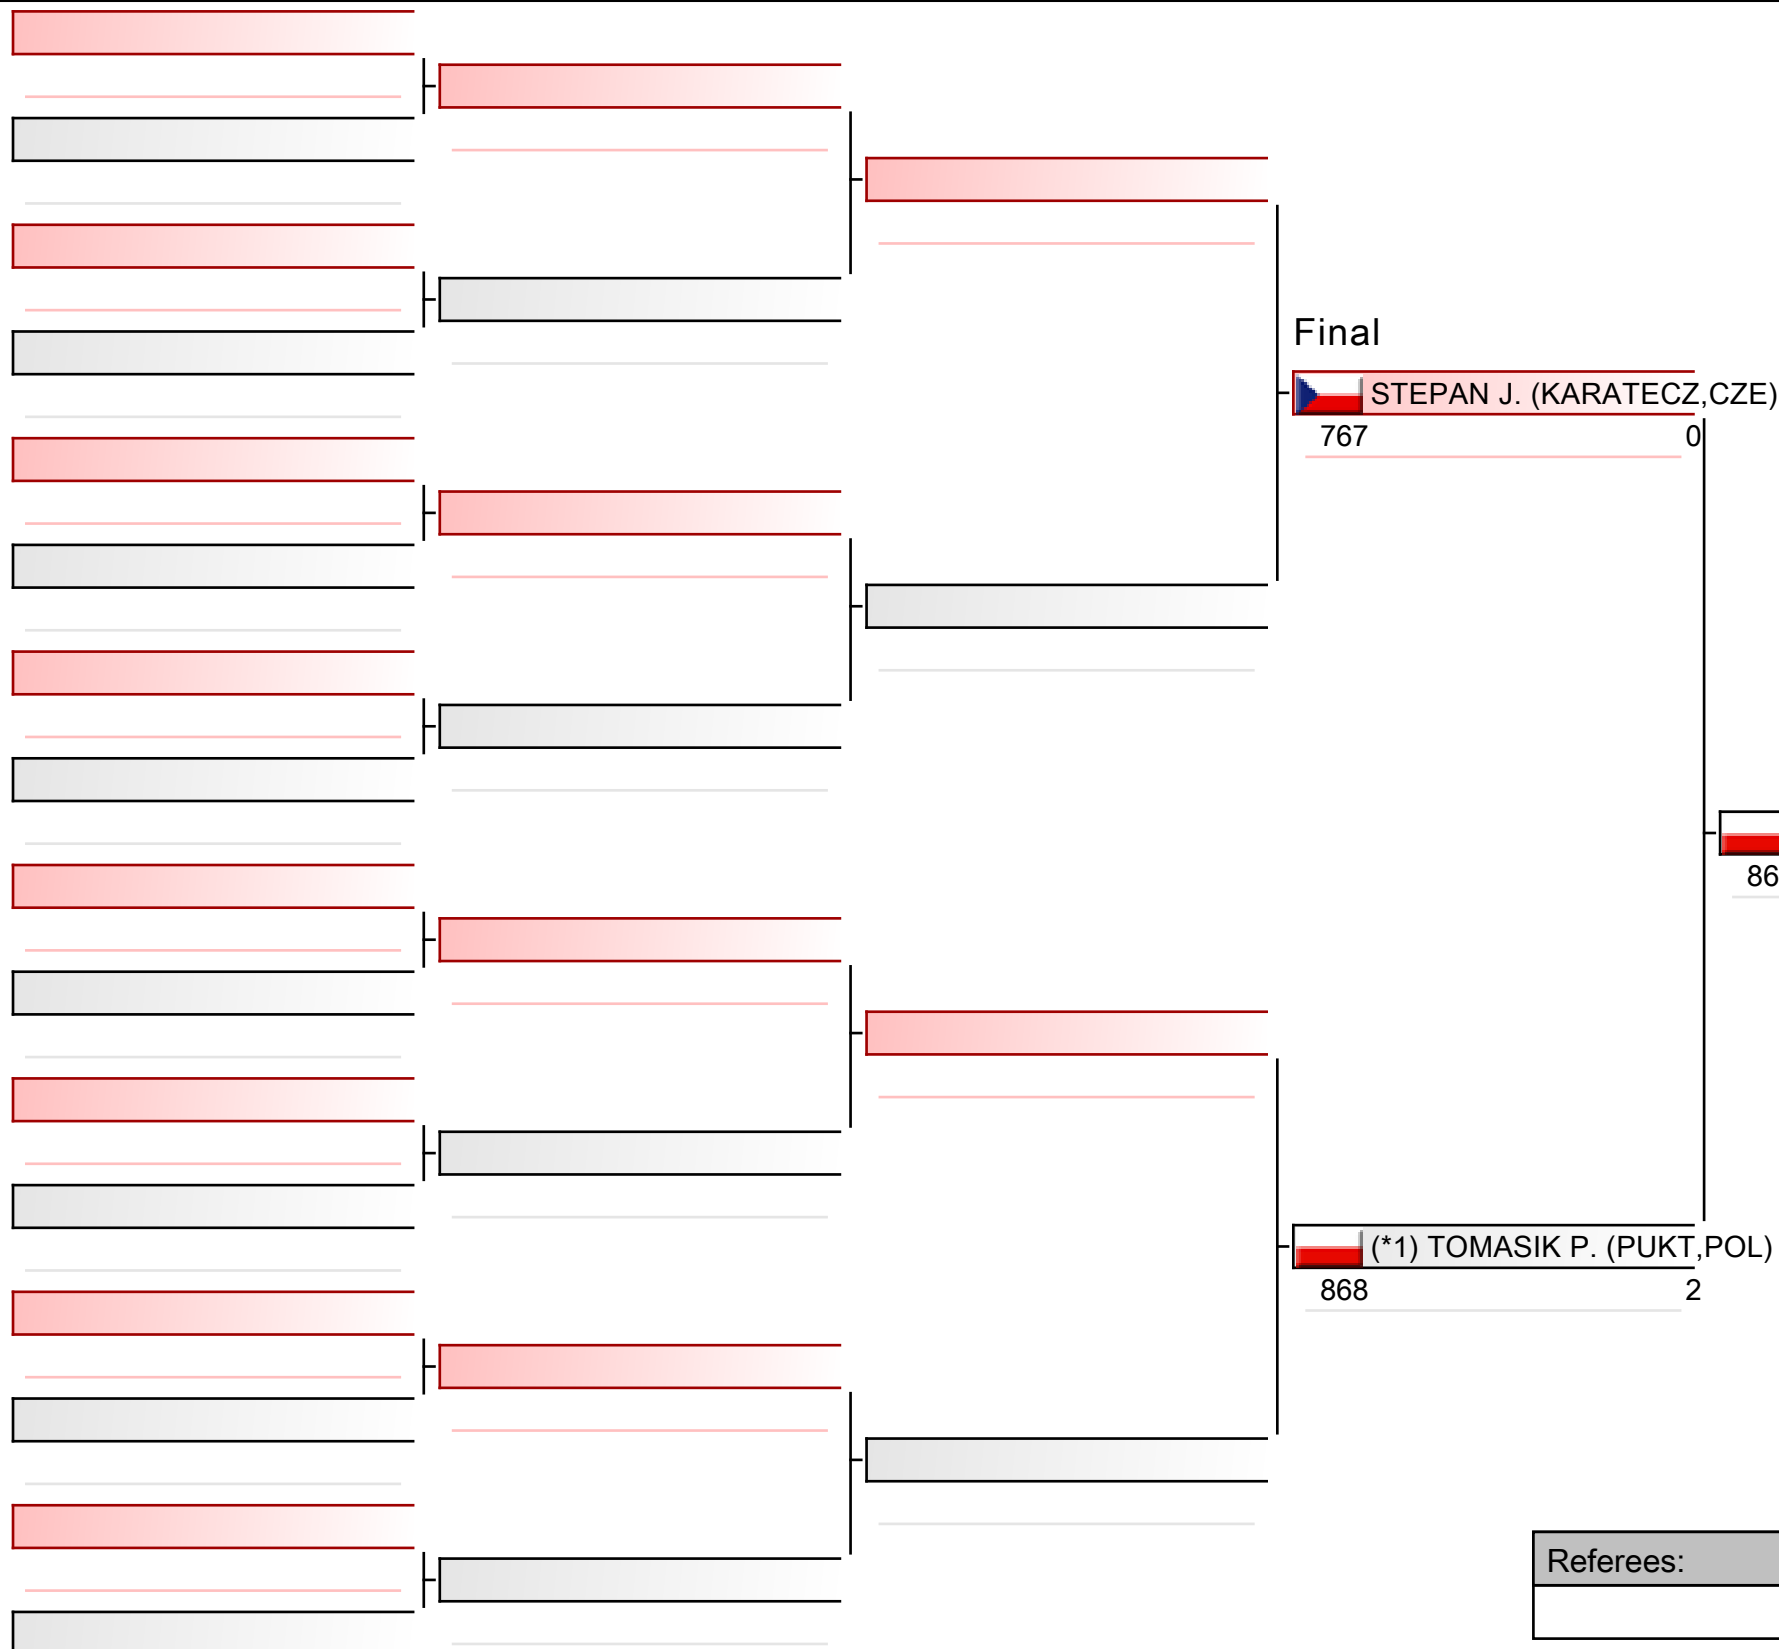 Final
STEPAN J. (KARATECZ,CZE)
767 0
86
(*1) TOMASIK P. (PUKT,POL)
868 2
Referees: